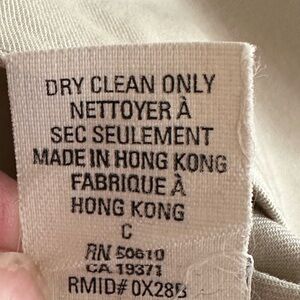 DRY CLEAN ONLY
NETTOYER À
SEC SEULEMENT
MADE IN HONG KONG
FABRIQUE À
HONG KONG
C
RN 50610
CA 19371
RMID# 0X28B